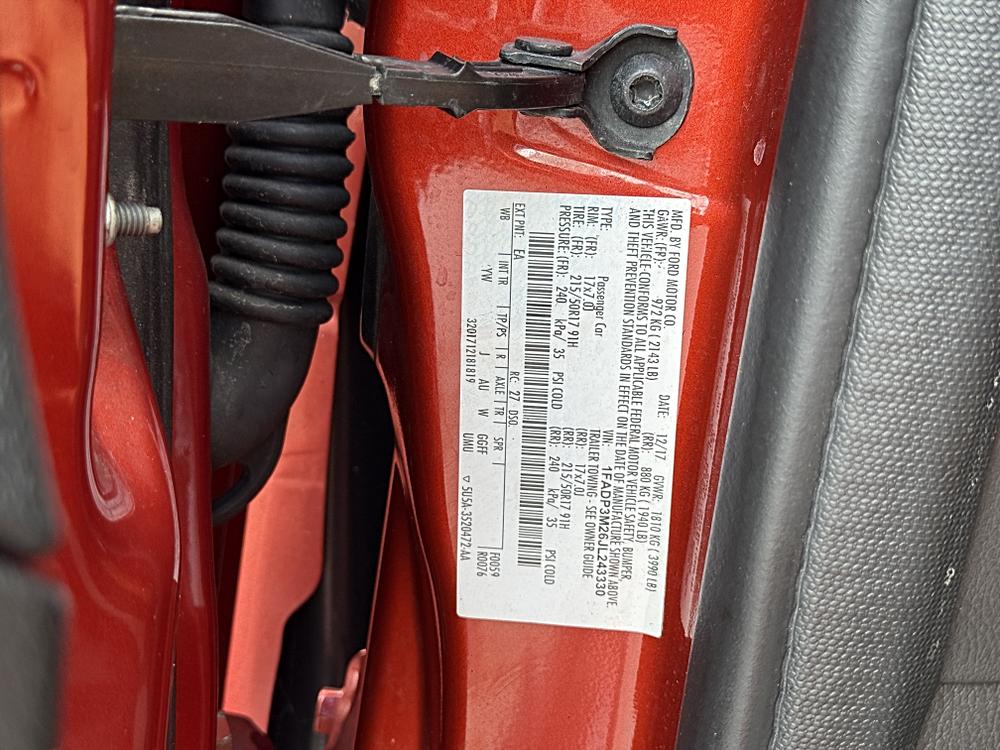 MFD. BY FORD MOTOR CO.
DATE: 12/17 GVWR: 1810 KG ( 3990 LB)
GAWR: (FR): 972 KG ( 2143 LB) (RR): 880 KG ( 1940 LB)
THIS VEHICLE CONFORMS TO ALL APPLICABLE FEDERAL MOTOR VEHICLE SAFETY, BUMPER,
AND THEFT PREVENTION STANDARDS IN EFFECT ON THE DATE OF MANUFACTURE SHOWN ABOVE.
VIN: 1FADP3M26JL243330
TYPE: Passenger Car TRAILER TOWING - SEE OWNER GUIDE
RIM: (FR): 17x7.0J (RR): 17x7.0J
TIRE: (FR): 215/50R17 91H (RR): 215/50R17 91H
PRESSURE: (FR): 240 kPa/ 35 PSI COLD (RR): 240 kPa/ 35 PSI COLD
EXT PNT: EA RC: 27 DSO: F0059
WB INT TR TP/PS R AXLE TR SPR R0076
YW J AU W GGFF
3201712181819 UMU ▽ 5U5A-3520472-AA